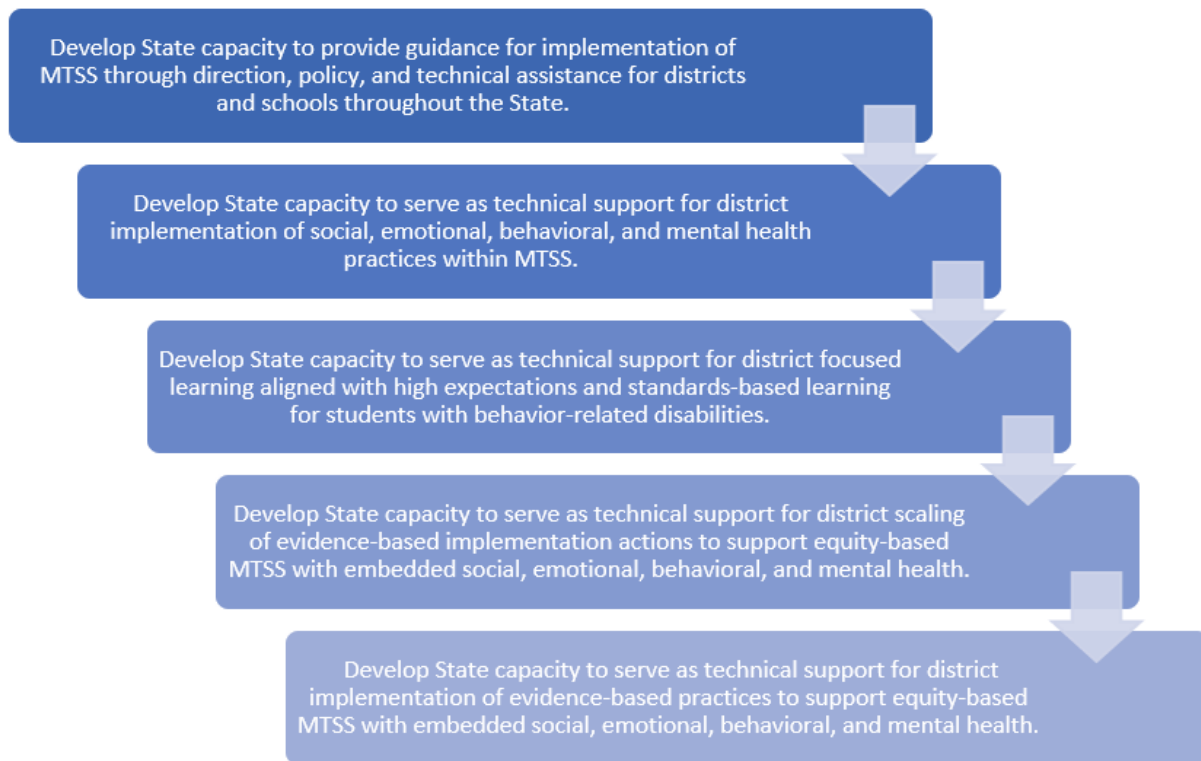 Develop State capacity to provide guidance for implementation of
MTSS through direction, policy, and technical assistance for districts
and schools throughout the State.
Develop State capacity to serve as technical support for district
implementation of social, emotional, behavioral, and mental health
practices within MTSS.
Develop State capacity to serve as technical support for district focused
learning aligned with high expectations and standards-based learning
for students with behavior-related disabilities.
Develop State capacity to serve as technical support for district scaling
of evidence-based implementation actions to support equity-based
MTSS with embedded social, emotional, behavioral, and mental health.
Develop State capacity to serve as technical support for district
implementation of evidence-based practices to support equity-based
MTSS with embedded social, emotional, behavioral, and mental health.